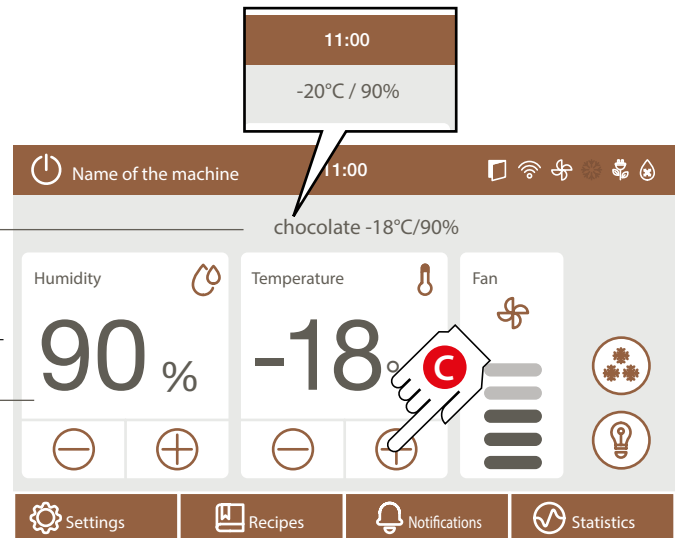 11:00
-20°C / 90%
Name of the machine
11:00
chocolate -18°C/90%
Humidity
Temperature
Fan
90 %
-18°
C
Settings
Recipes
Notifications
Statistics